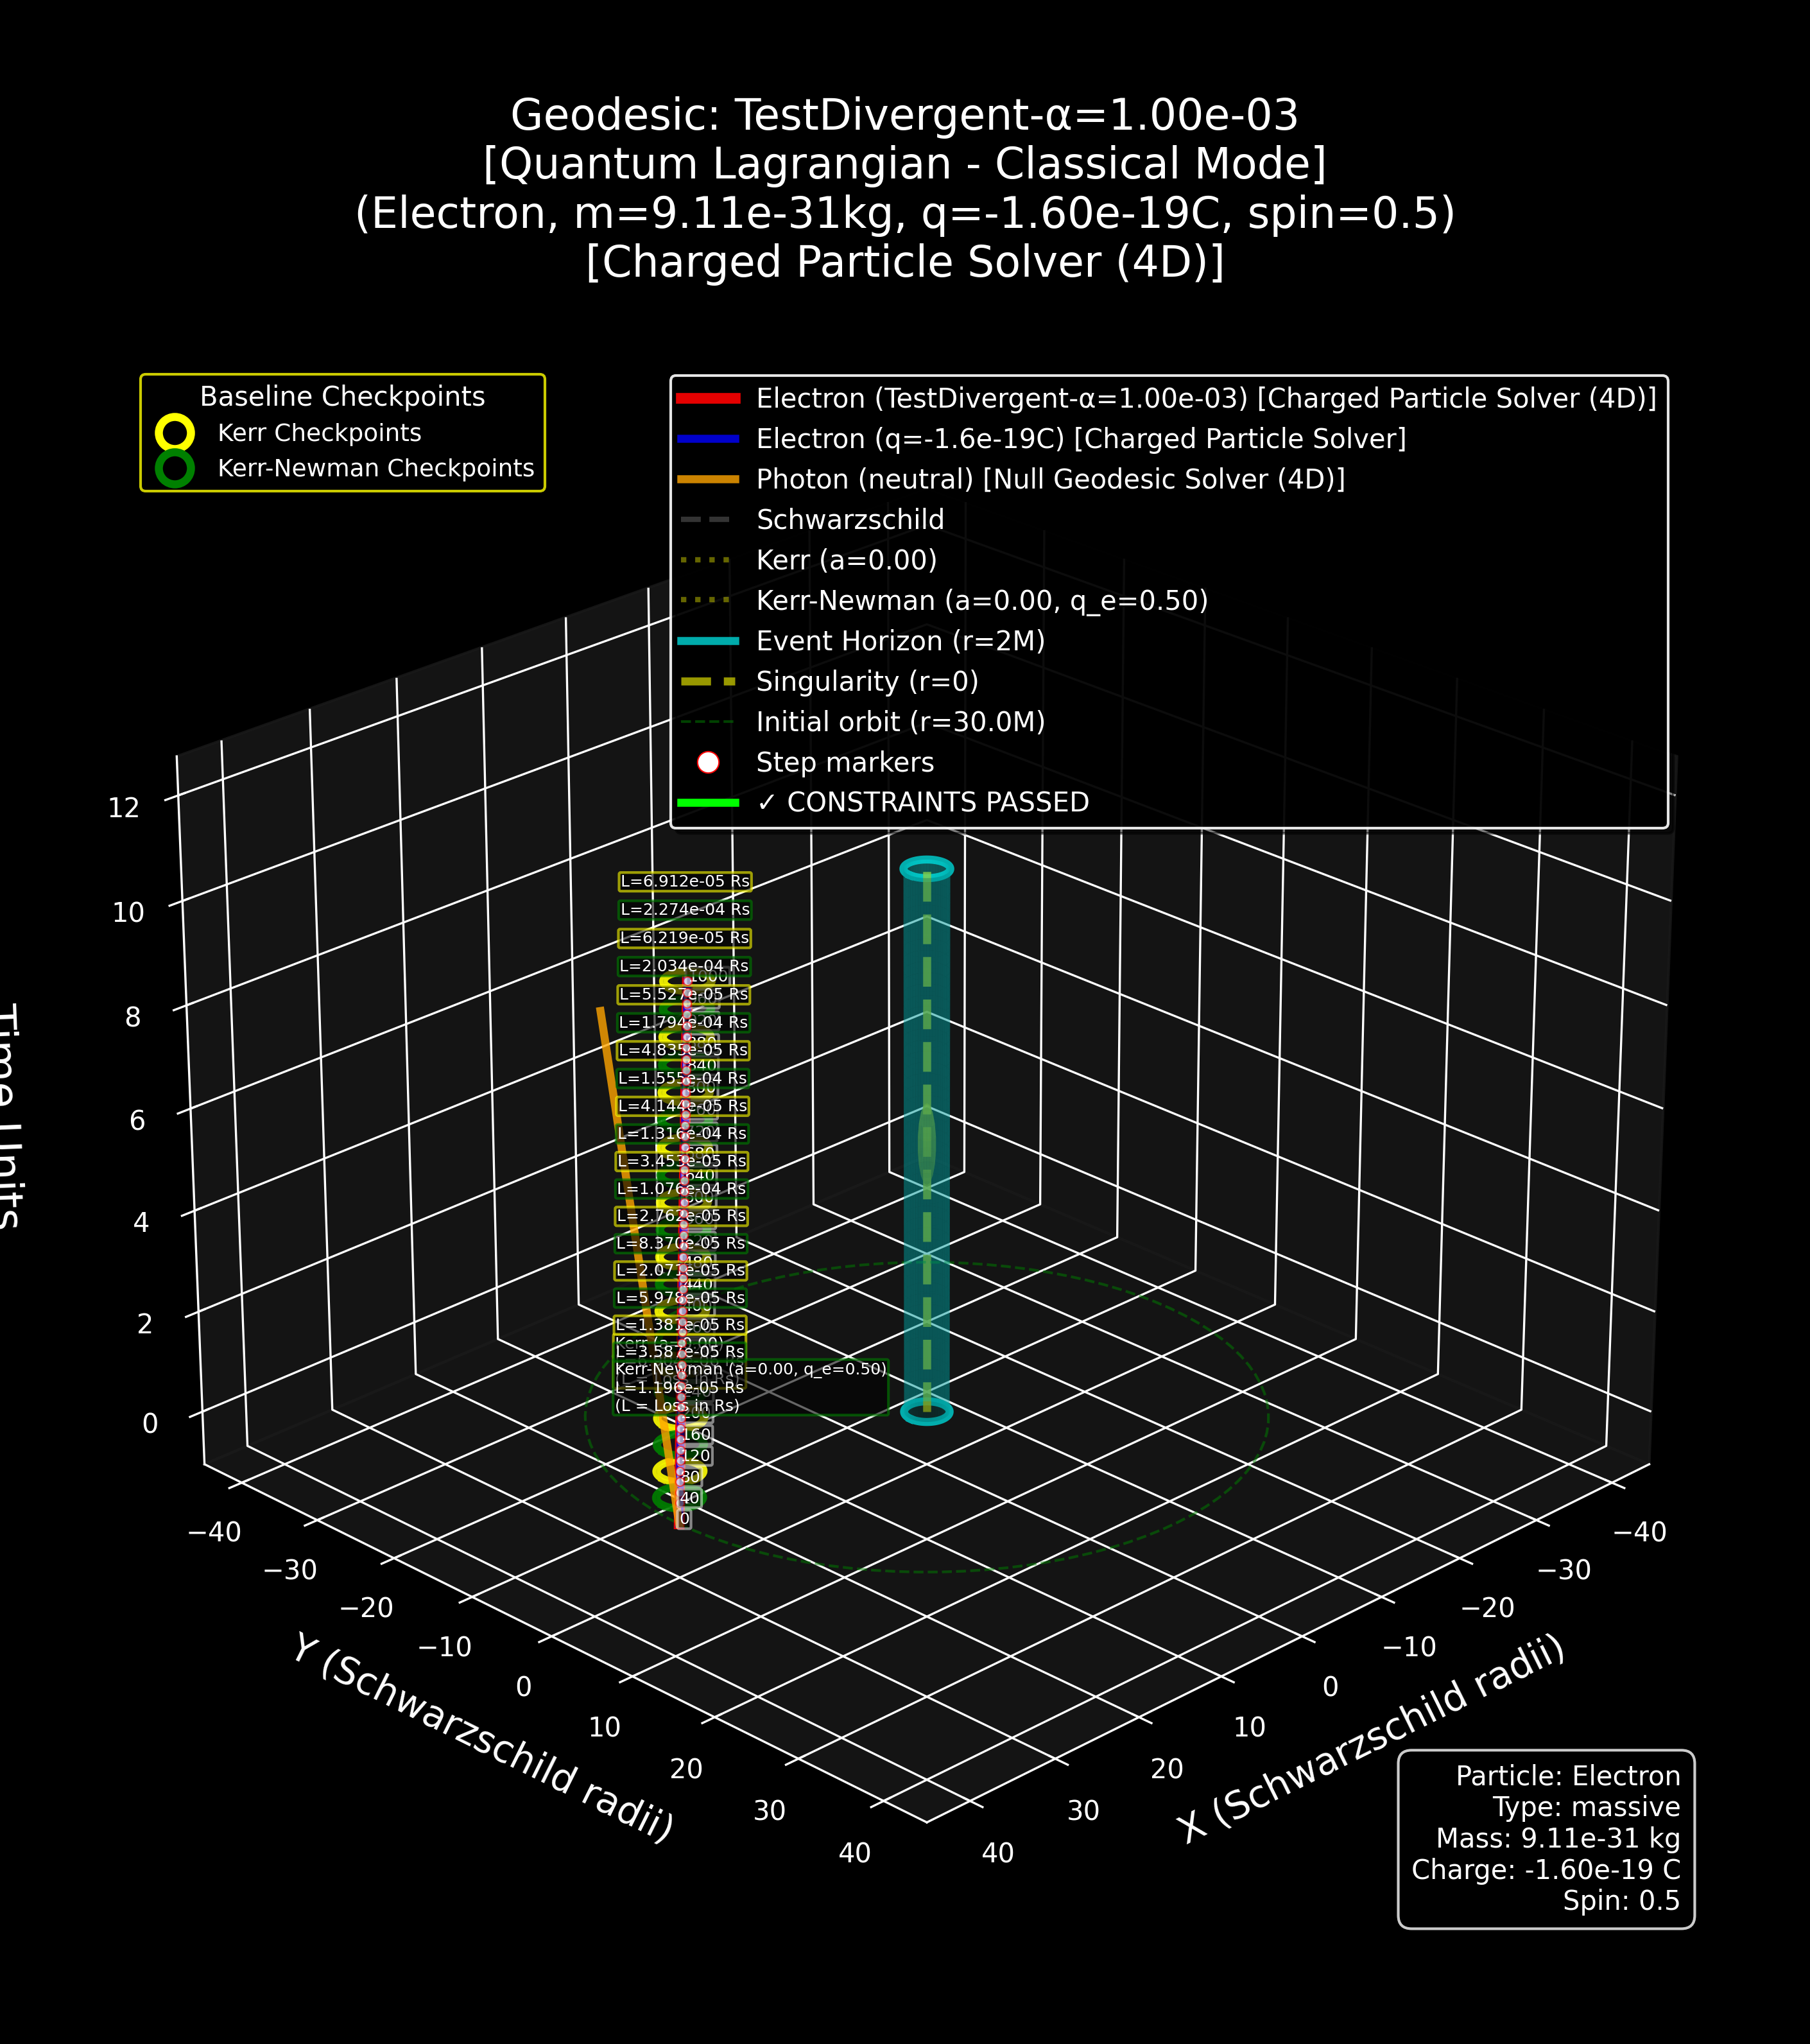 Geodesic: TestDivergent-α=1.00e-03
[Quantum Lagrangian - Classical Mode]
(Electron, m=9.11e-31kg, q=-1.60e-19C, spin=0.5)
[Charged Particle Solver (4D)]
Baseline Checkpoints
Kerr Checkpoints
Kerr-Newman Checkpoints
Electron (TestDivergent-α=1.00e-03) [Charged Particle Solver (4D)]
Electron (q=-1.6e-19C) [Charged Particle Solver]
Photon (neutral) [Null Geodesic Solver (4D)]
Schwarzschild
Kerr (a=0.00)
Kerr-Newman (a=0.00, q_e=0.50)
Event Horizon (r=2M)
Singularity (r=0)
Initial orbit (r=30.0M)
Step markers
✓ CONSTRAINTS PASSED
12
10
8
6
4
2
0
Time Units
L=6.912e-05 Rs
L=2.274e-04 Rs
L=6.219e-05 Rs
L=2.034e-04 Rs
1000
L=5.527e-05 Rs
L=1.794e-04 Rs
L=4.835e-05 Rs
840
L=1.555e-04 Rs
800
L=4.144e-05 Rs
L=1.316e-04 Rs
L=3.453e-05 Rs
640
L=1.076e-04 Rs
L=2.762e-05 Rs
L=8.370e-05 Rs
480
L=2.071e-05 Rs
440
L=5.978e-05 Rs
400
L=1.381e-05 Rs
Kerr (a=0.00)
L=3.587e-05 Rs
Kerr-Newman (a=0.00, q_e=0.50)
L=1.196e-05 Rs
(L = Loss in Rs)
200
160
120
80
40
0
−40
−30
−20
−10
0
10
20
30
40
Y (Schwarzschild radii)
−40
−30
−20
−10
0
10
20
30
40
X (Schwarzschild radii)
Particle: Electron
Type: massive
Mass: 9.11e-31 kg
Charge: -1.60e-19 C
Spin: 0.5